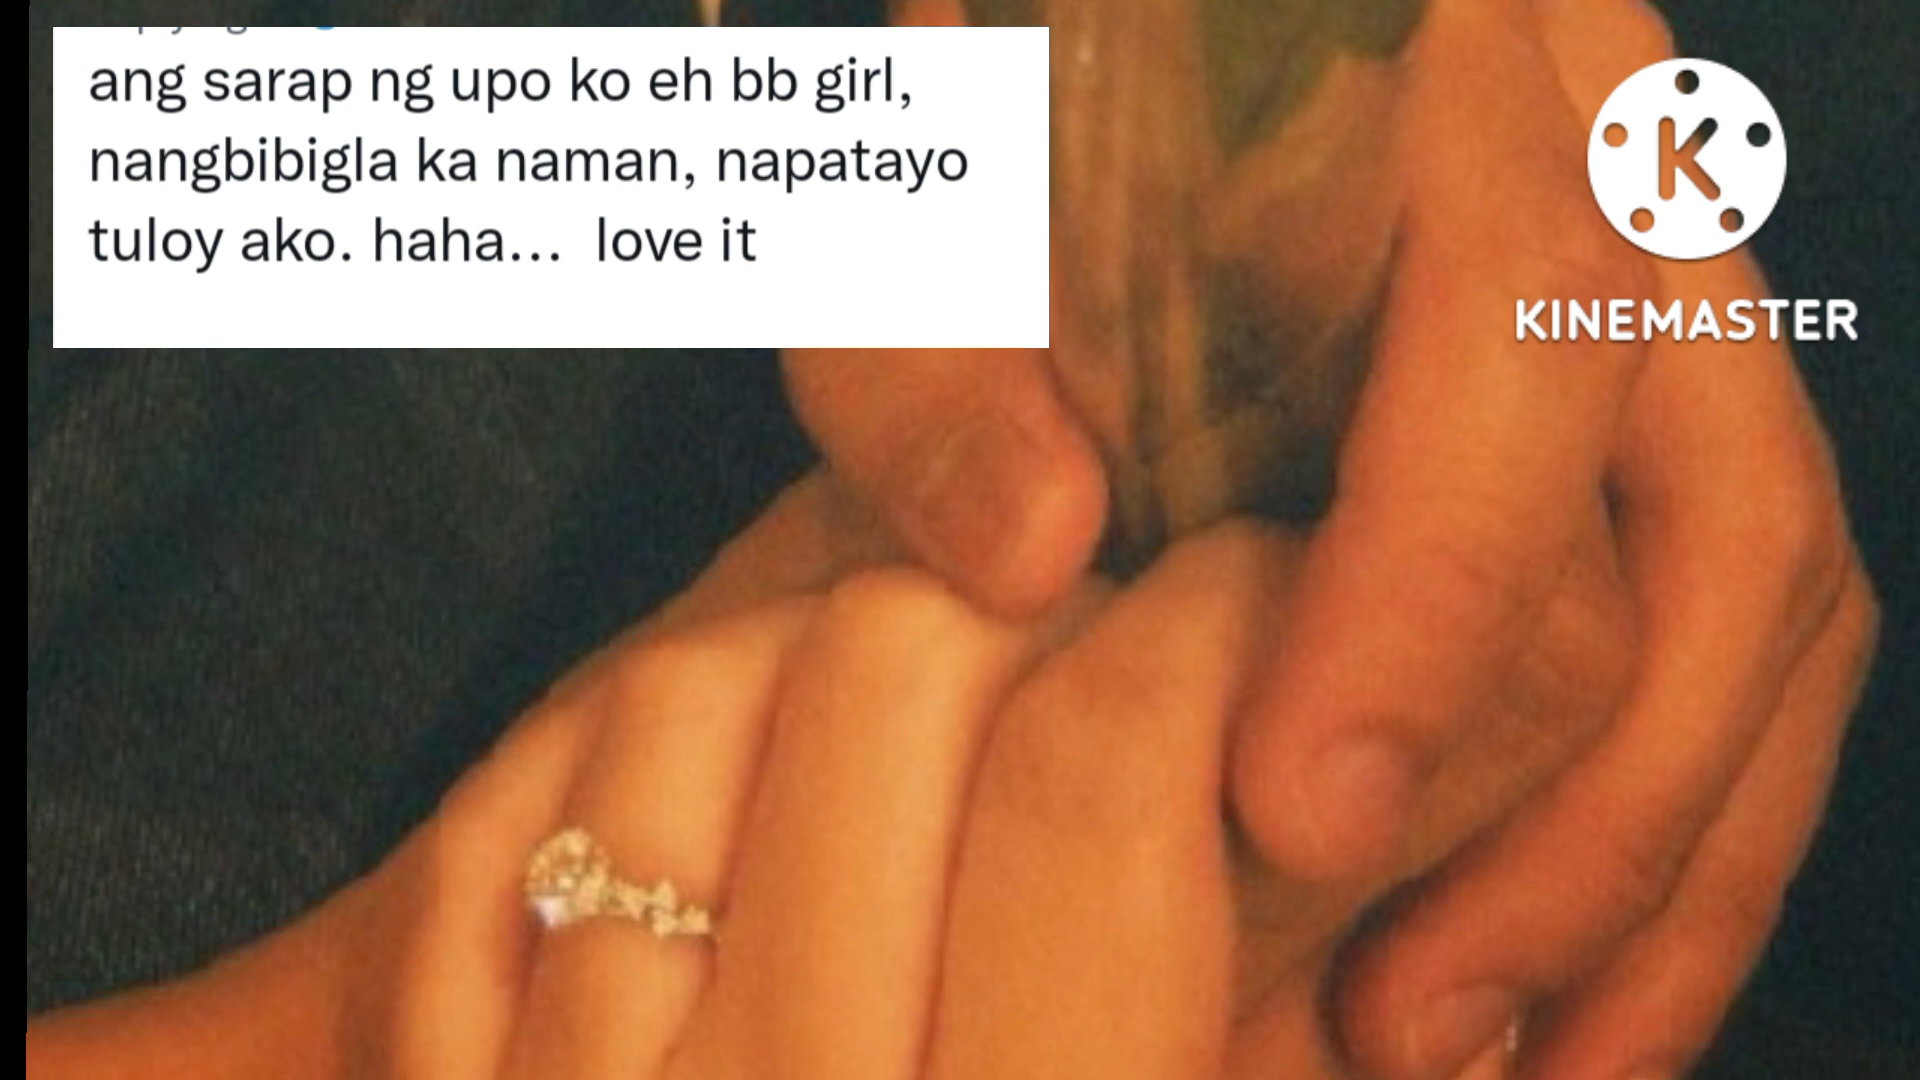 ang sarap ng upo ko eh bb girl,
nangbibigla ka naman, napatayo
tuloy ako. haha... love it
K
KINEMASTER